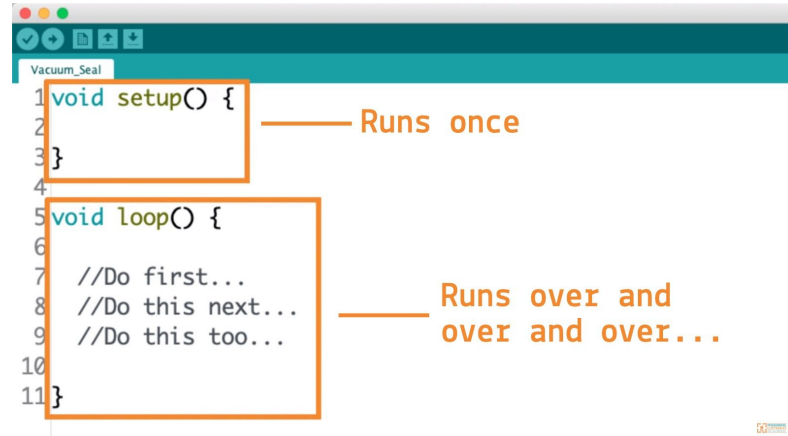 Vacuum_Seal
1 void setup() {
Runs once
2
3 }
4
5 void loop() {
6
7 //Do first...
8 //Do this next...
9 //Do this too...
Runs over and
over and over...
10
11 }